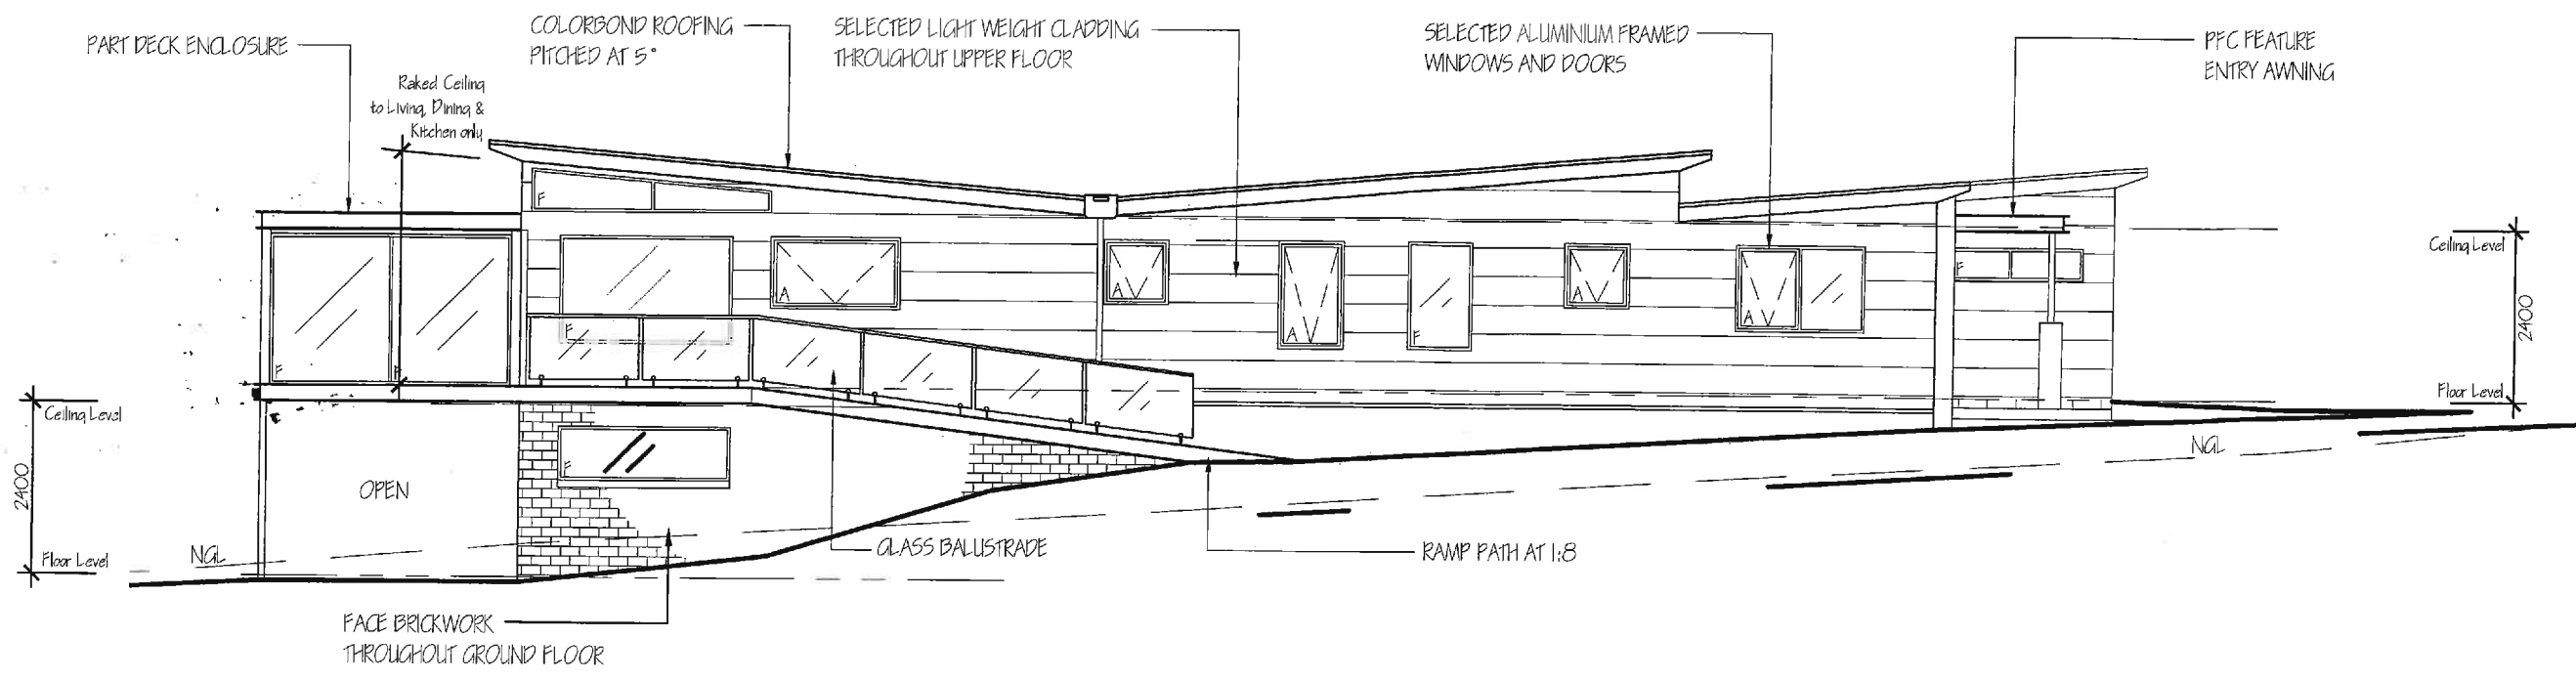 PART DECK ENCLOSURE
COLORBOND ROOFING
PITCHED AT 5°
SELECTED LIGHT WEIGHT CLADDING
THROUGHOUT UPPER FLOOR
SELECTED ALUMINIUM FRAMED
WINDOWS AND DOORS
PFC FEATURE
ENTRY AWNING
Raked Ceiling
to Living, Dining &
Kitchen only
F
F
F
F
A
A
A
F
A
A
F
F
Ceiling Level
2400
Floor Level
Ceiling Level
2400
Floor Level
OPEN
F
NGL
NGL
GLASS BALUSTRADE
RAMP PATH AT 1:8
FACE BRICKWORK
THROUGHOUT GROUND FLOOR